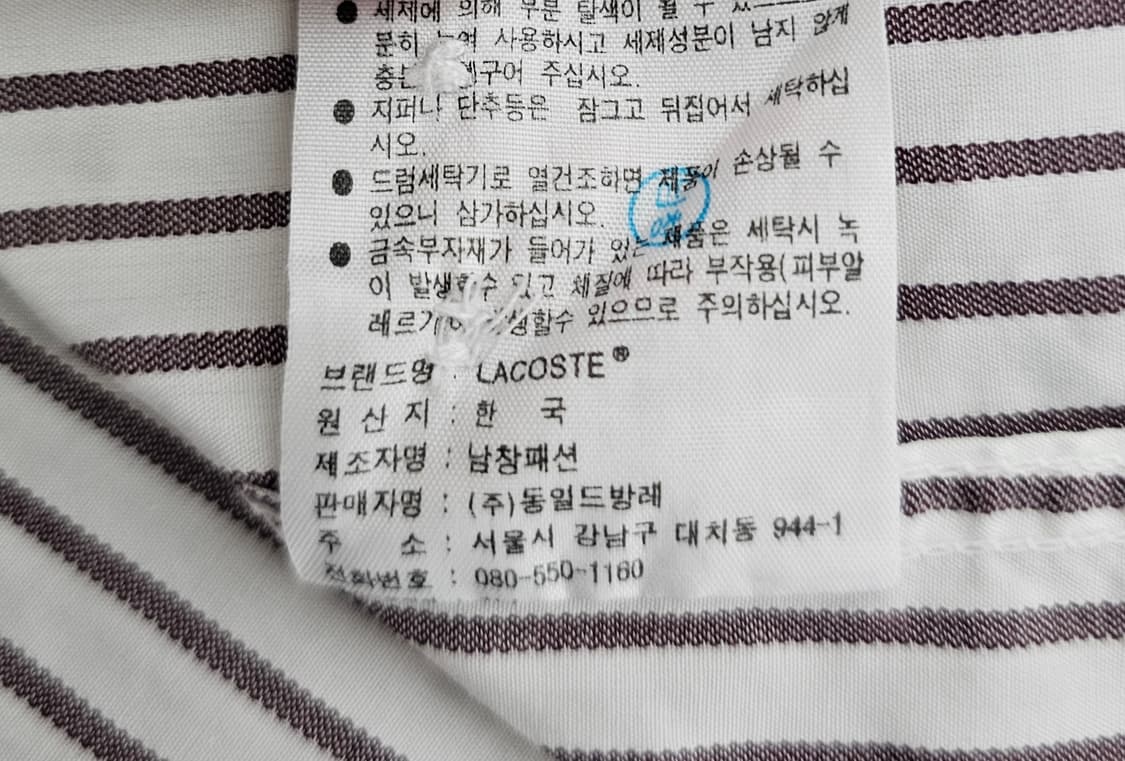 ● 세제에 의해 부분 탈색이 될 수
분히 녹여 사용하시고 세재성분이 남지 않게
충분 헹구어 주십시오.
● 지퍼나 단추등은 잠그고 뒤집어서 세탁하십
시오.
● 드럼세탁기로 열건조하면 제품이 손상될 수
있으니 삼가하십시오.
● 금속부자재가 들어가 있는 제품은 세탁시 녹
이 발생할수 있고 체질에 따라 부작용(피부알
레르기 발생할수 있으므로 주의하십시오.
브랜드명 : LACOSTE®
원 산 지 : 한 국
제조자명 : 남창패션
판매자명 : (주)동일드방레
주 소 : 서울시 강남구 대치동 944-1
전화번호 : 080-550-1160